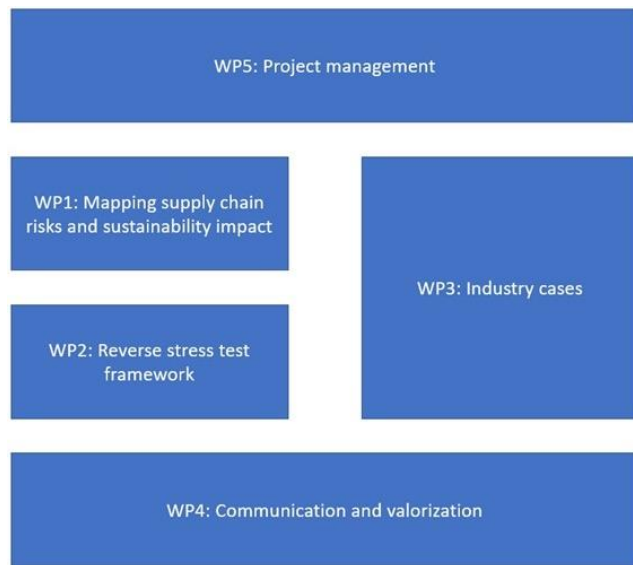 WP5: Project management
WP1: Mapping supply chain
risks and sustainability impact
WP3: Industry cases
WP2: Reverse stress test
framework
WP4: Communication and valorization